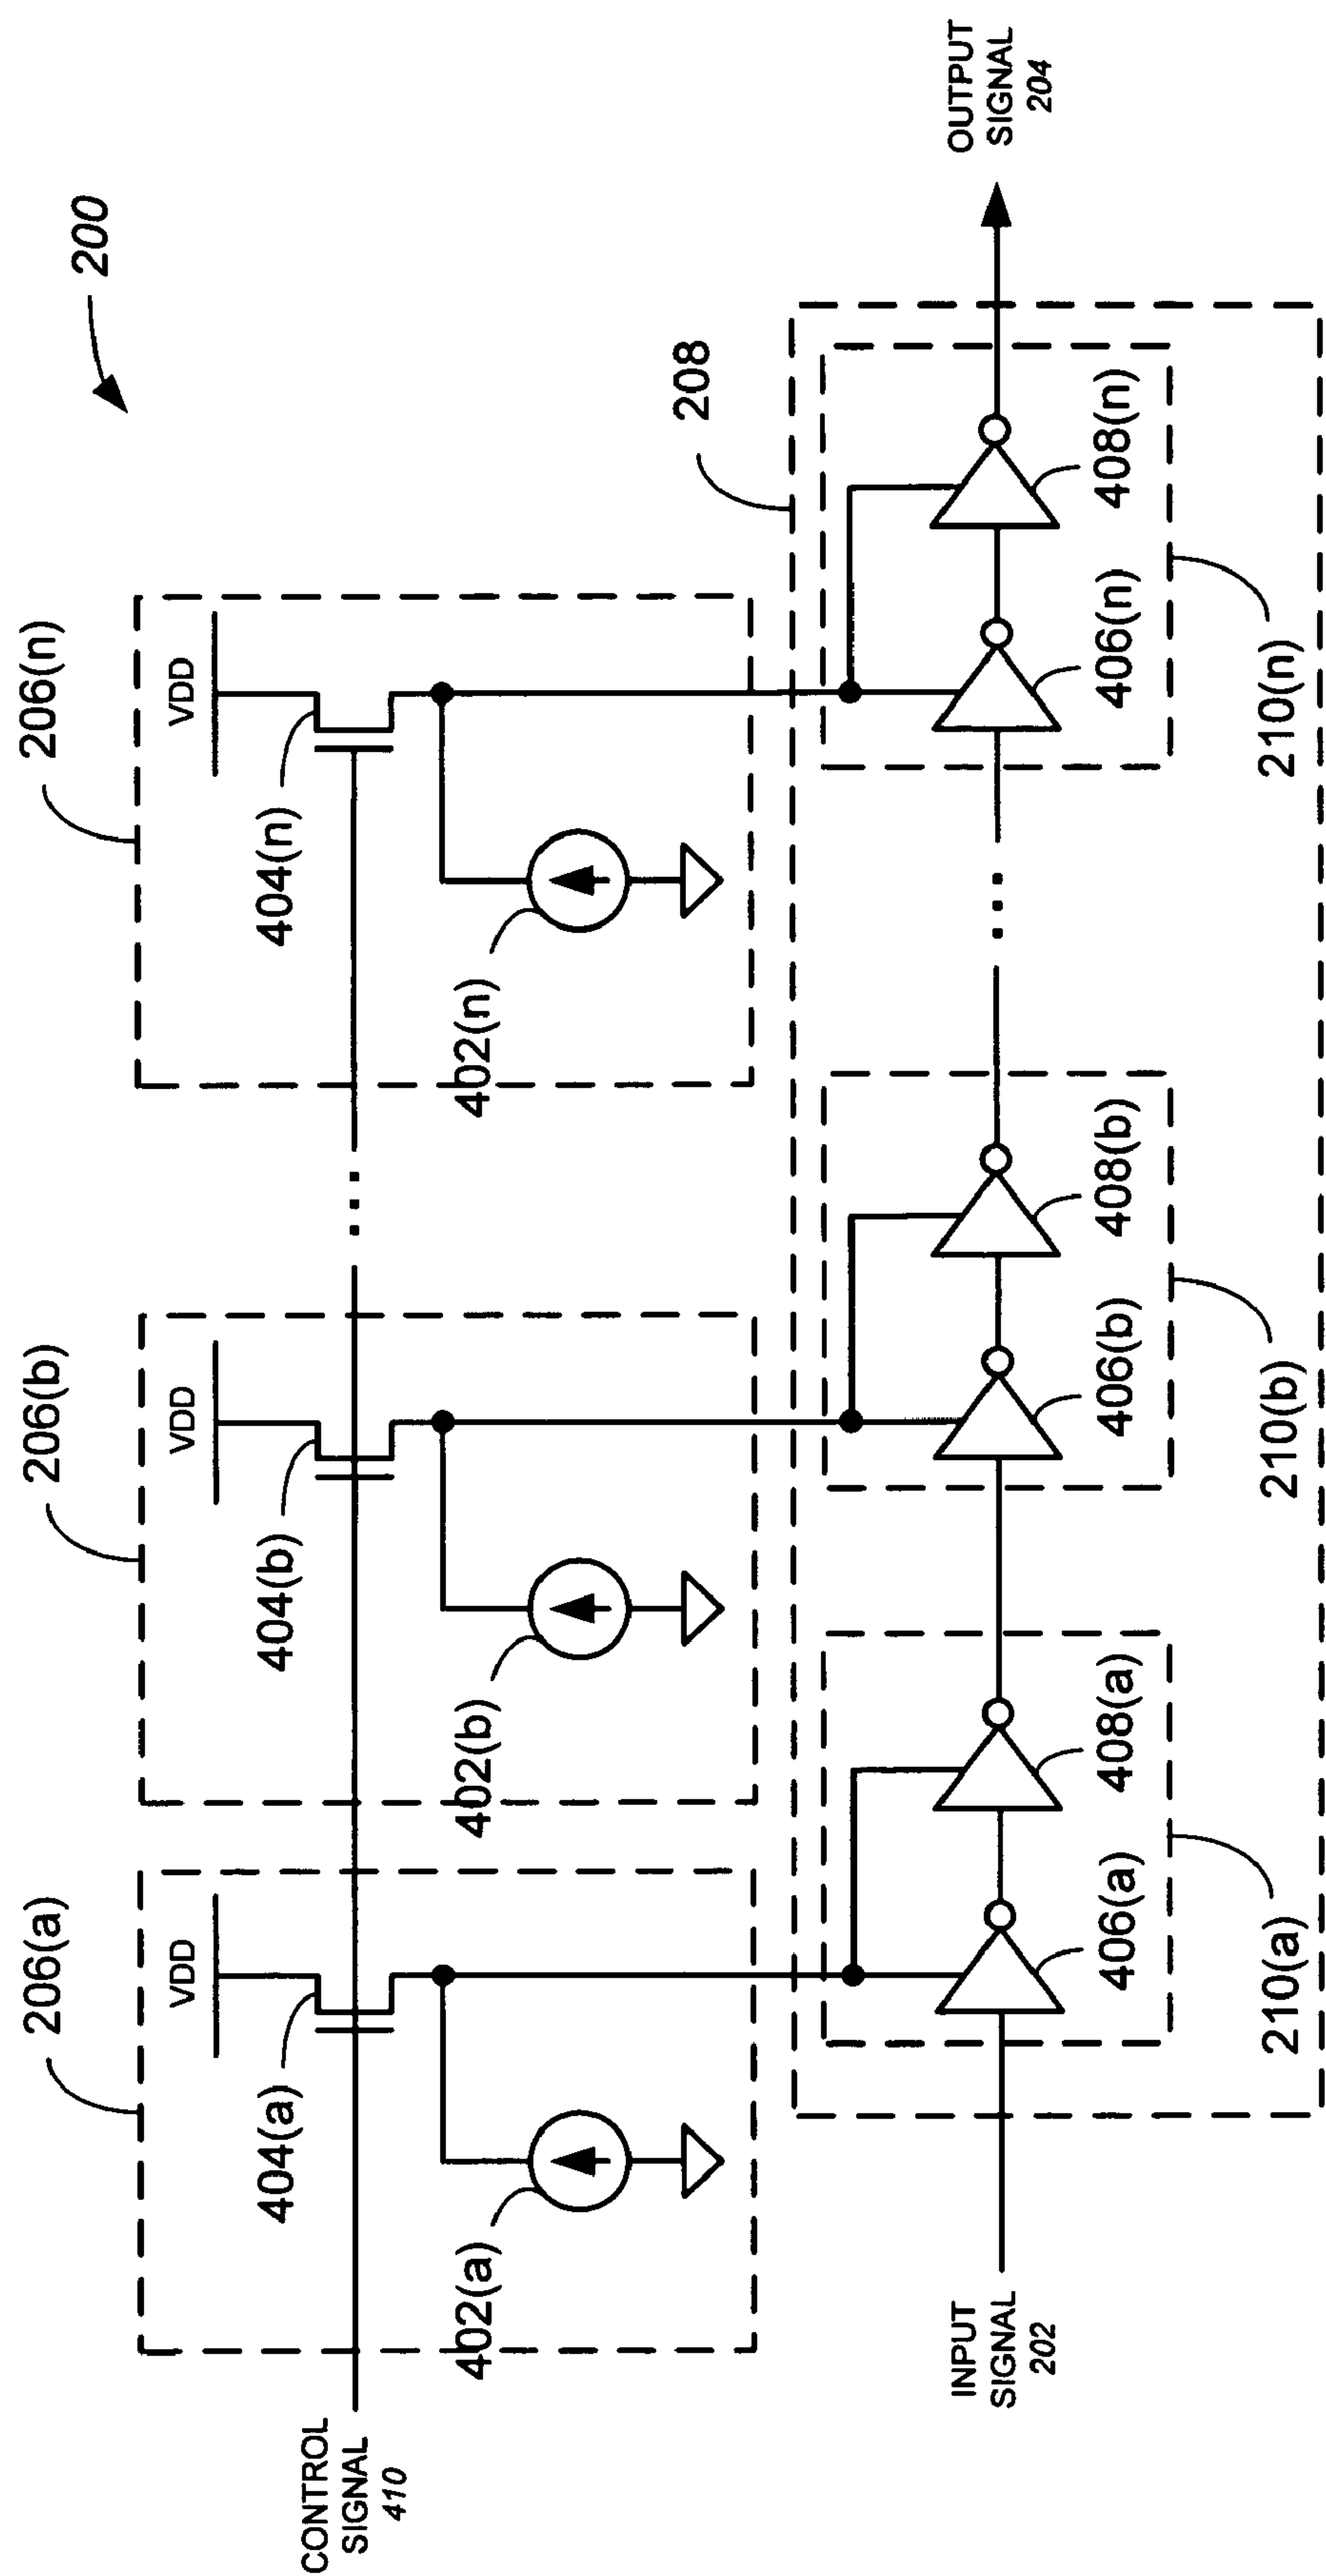 200
206(a)
206(b)
206(n)
VDD
VDD
VDD
404(a)
404(b)
404(n)
CONTROL
SIGNAL
410
...
402(a)
402(b)
402(n)
208
INPUT
SIGNAL
202
...
OUTPUT
SIGNAL
204
406(a)
408(a)
406(b)
408(b)
406(n)
408(n)
210(a)
210(b)
210(n)